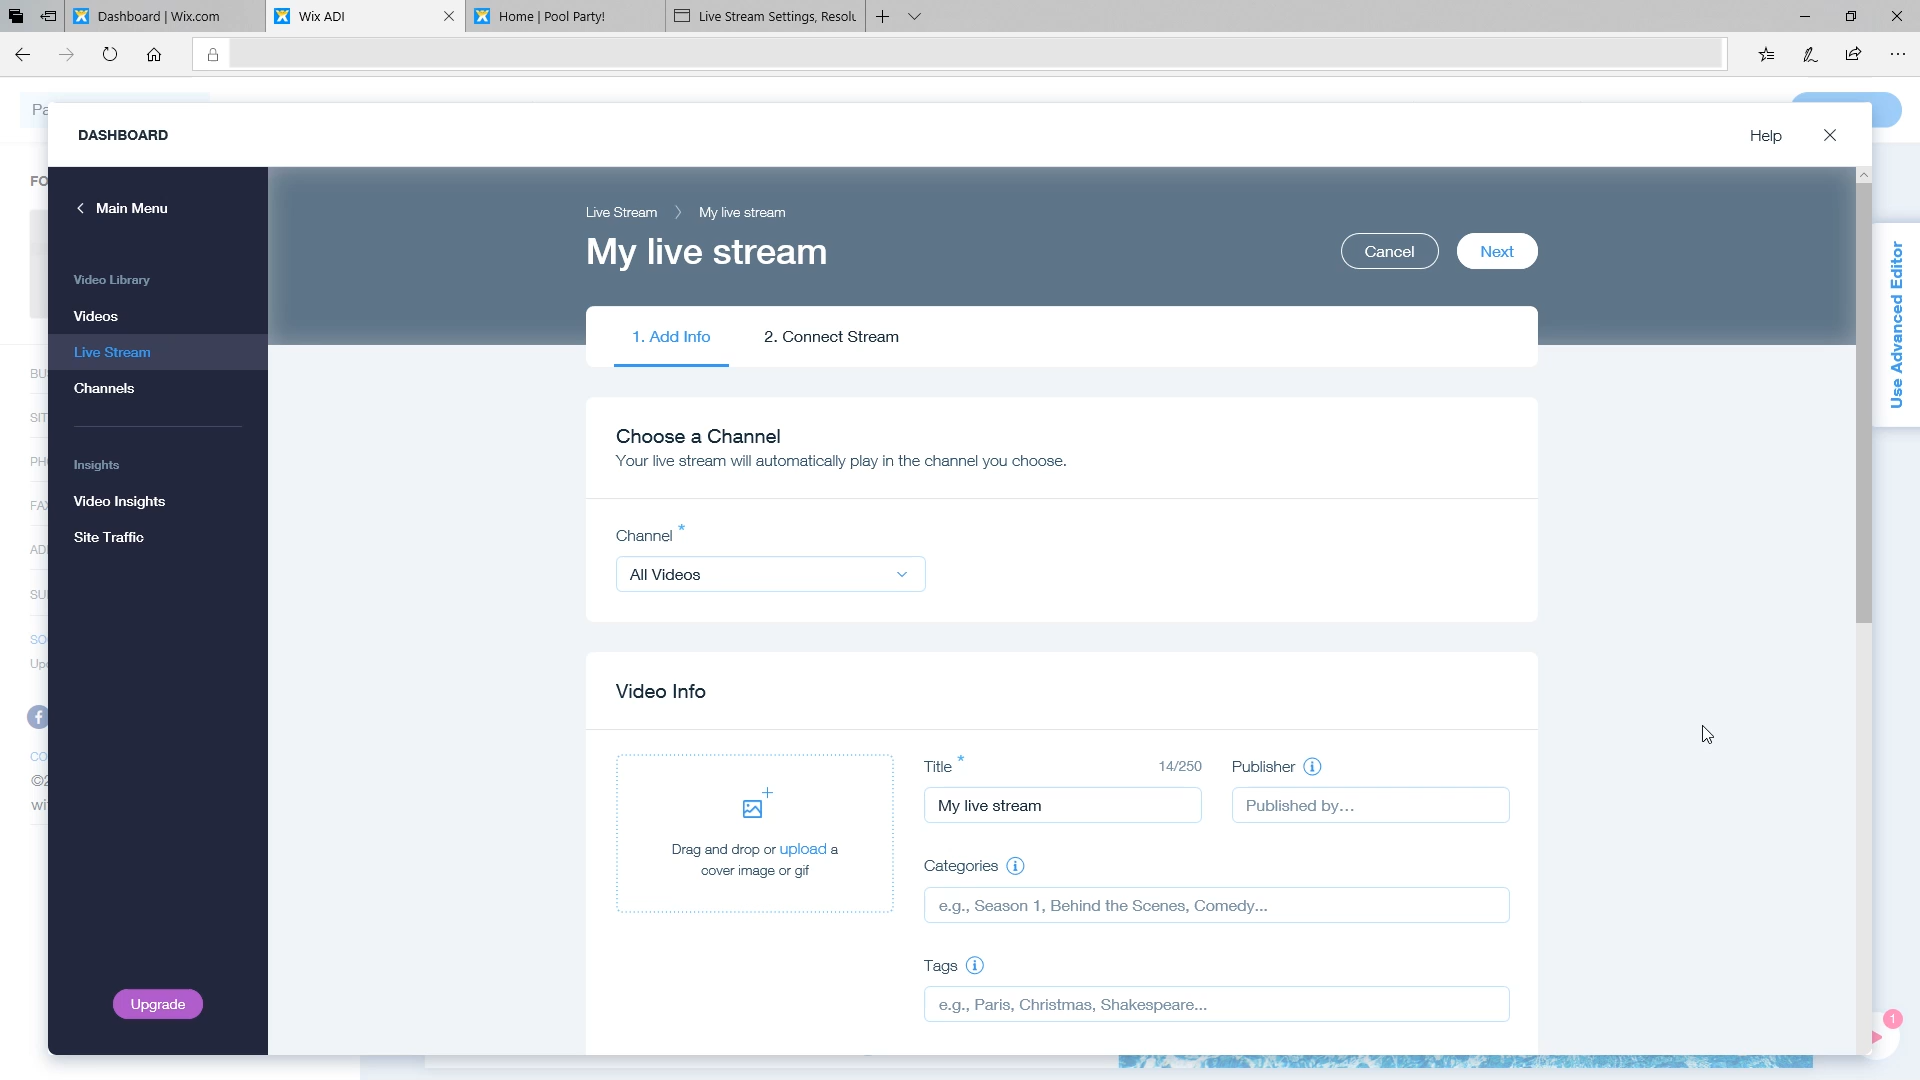 Dashboard | Wix.com
Wix ADI
Home | Pool Party!
Live Stream Settings, Resolu
Pa
DASHBOARD
Help
FO
Main Menu
Live Stream
My live stream
My live stream
Cancel
Next
Use Advanced Editor
Video Library
Videos
1. Add Info
2. Connect Stream
Live Stream
BU
Channels
SIT
Choose a Channel
Your live stream will automatically play in the channel you choose.
PH
Insights
Video Insights
FAX
Site Traffic
Channel *
ADD
All Videos
SU
SO
Upg
Video Info
CO
Title *
14/250
Publisher
©2
wi
My live stream
Published by...
Drag and drop or upload a
cover image or gif
Categories
e.g., Season 1, Behind the Scenes, Comedy...
Tags
e.g., Paris, Christmas, Shakespeare...
Upgrade
1